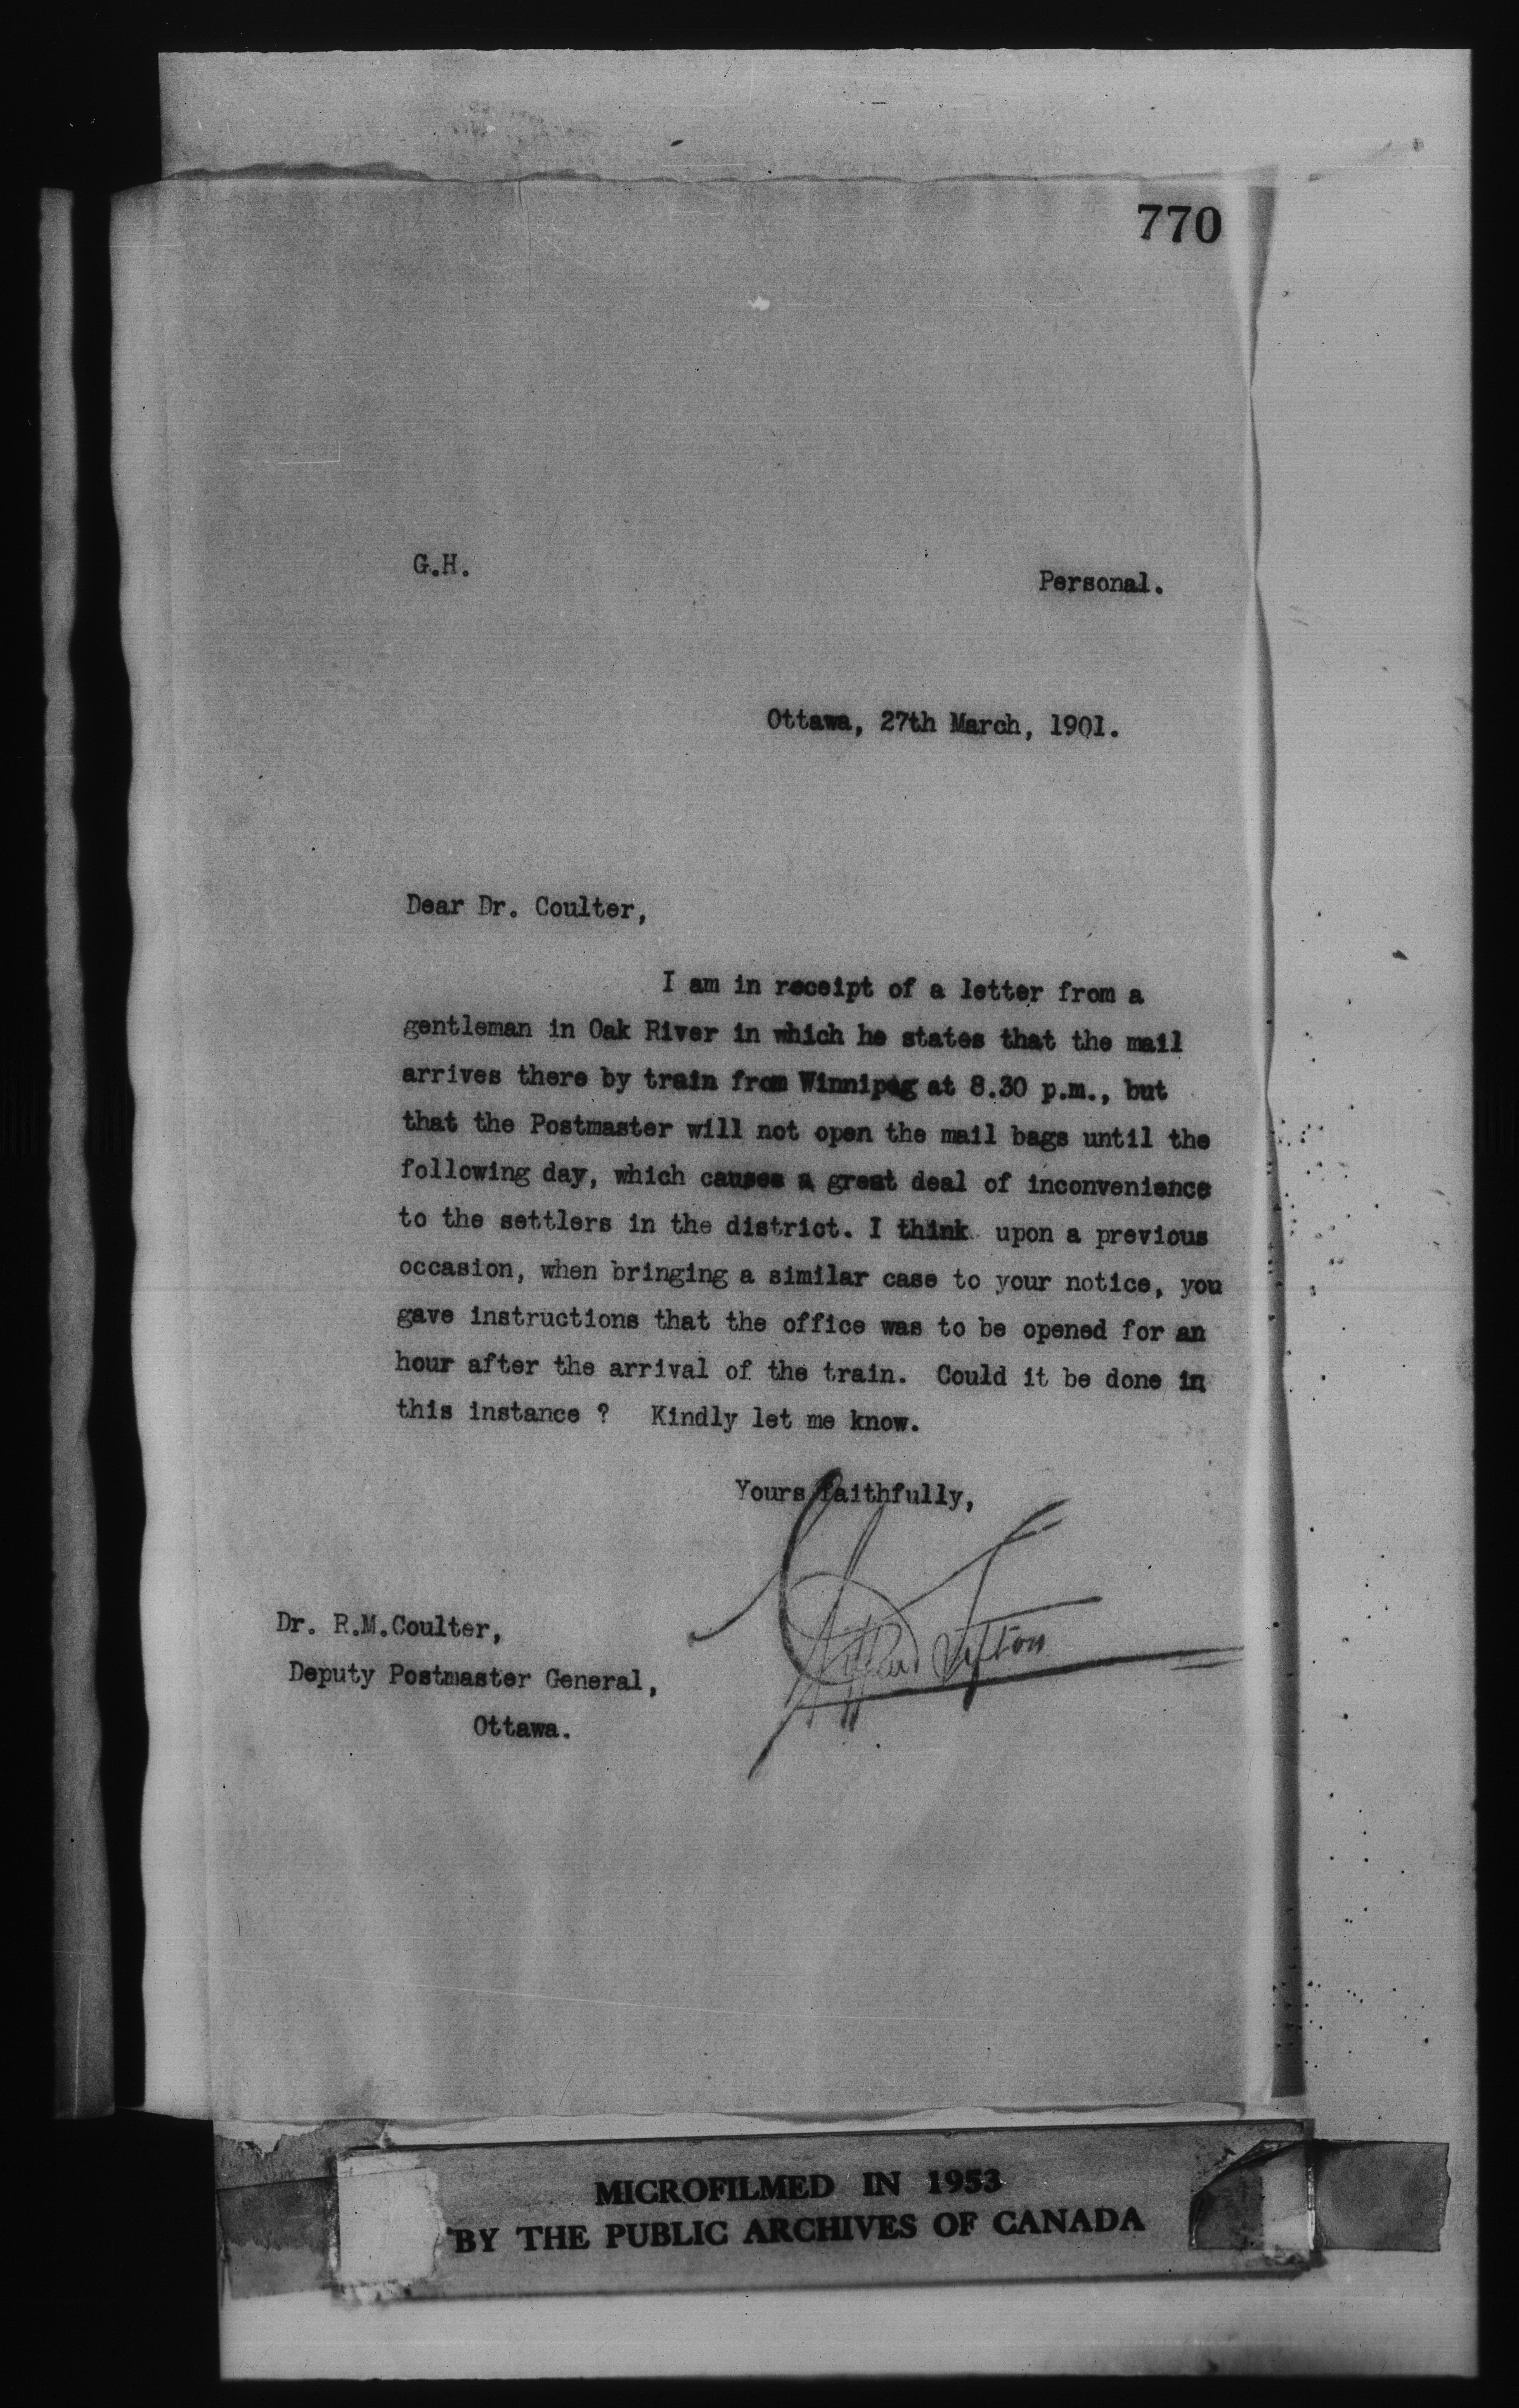 770
G.H.
Personal.
Ottawa, 27th March, 1901.
Dear Dr. Coulter,
I am in receipt of a letter from a
gentleman in Oak River in which he states that the mail
arrives there by train from Winnipeg at 8.30 p.m., but
that the Postmaster will not open the mail bags until the
following day, which causes a great deal of inconvenience
to the settlers in the district. I think upon a previous
occasion, when bringing a similar case to your notice, you
gave instructions that the office was to be opened for an
hour after the arrival of the train. Could it be done in
this instance ? Kindly let me know.
Yours faithfully,
Clifford Sifton
Dr. R.M.Coulter,
Deputy Postmaster General,
Ottawa.
MICROFILMED IN 1953
BY THE PUBLIC ARCHIVES OF CANADA